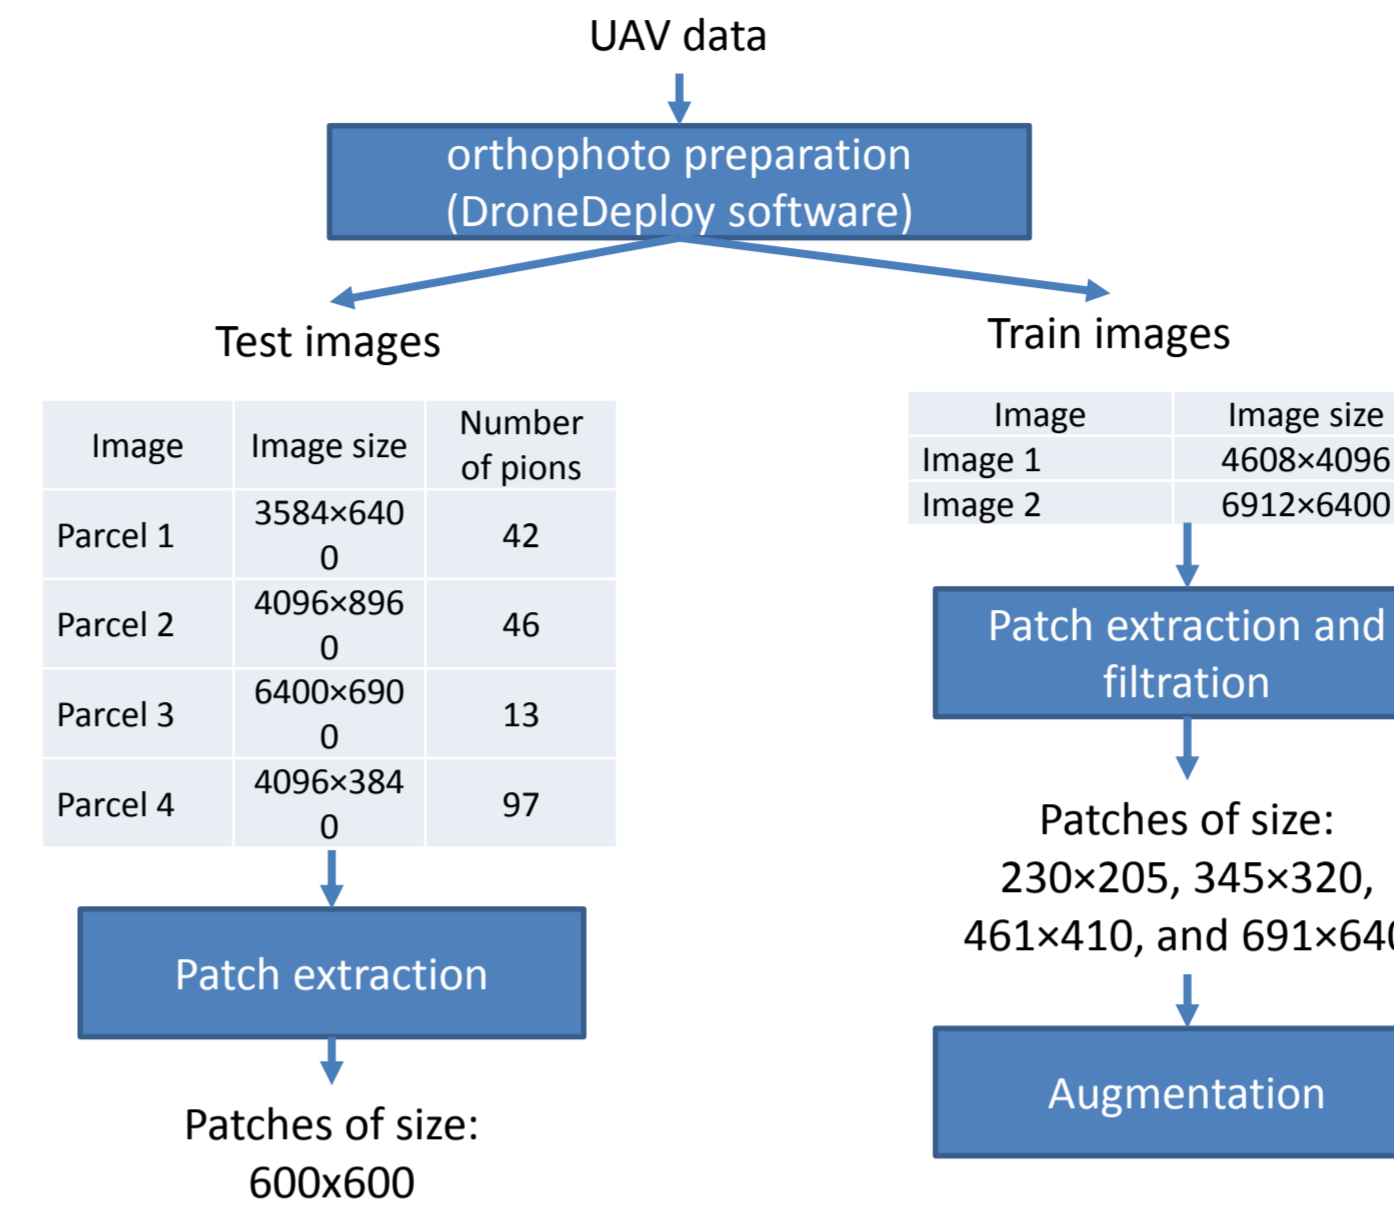 UAV data
orthophoto preparation
(DroneDeploy software)
Test images
Image Image size Number
of pions
Parcel 1 3584×640
0 42
Parcel 2 4096×896
0 46
Parcel 3 6400×690
0 13
Parcel 4 4096×384
0 97
Patch extraction
Patches of size:
600x600
Train images
Image Image size
Image 1 4608×4096
Image 2 6912×6400
Patch extraction and
filtration
Patches of size:
230×205, 345×320,
461×410, and 691×640
Augmentation